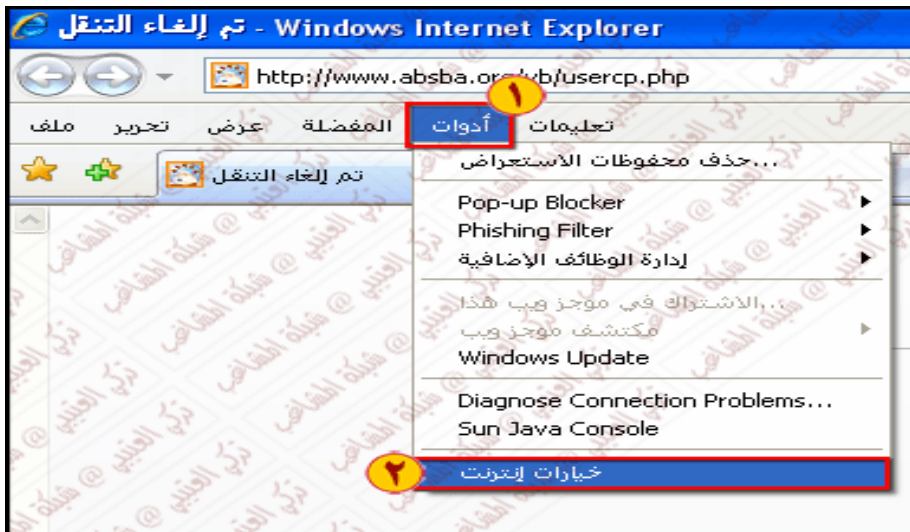 تم إلغاء التنقل - Windows Internet Explorer
http://www.absba.org/vb/usercp.php
١
ملف تحرير عرض المفضلة أدوات تعليمات
تم إلغاء التنقل
حذف محفوظات الاستعراض...
Pop-up Blocker
Phishing Filter
إدارة الوظائف الإضافية
الاشتراك في موجز ويب هذا...
مكتشف موجز ويب
Windows Update
Diagnose Connection Problems...
Sun Java Console
٢
خيارات إنترنت